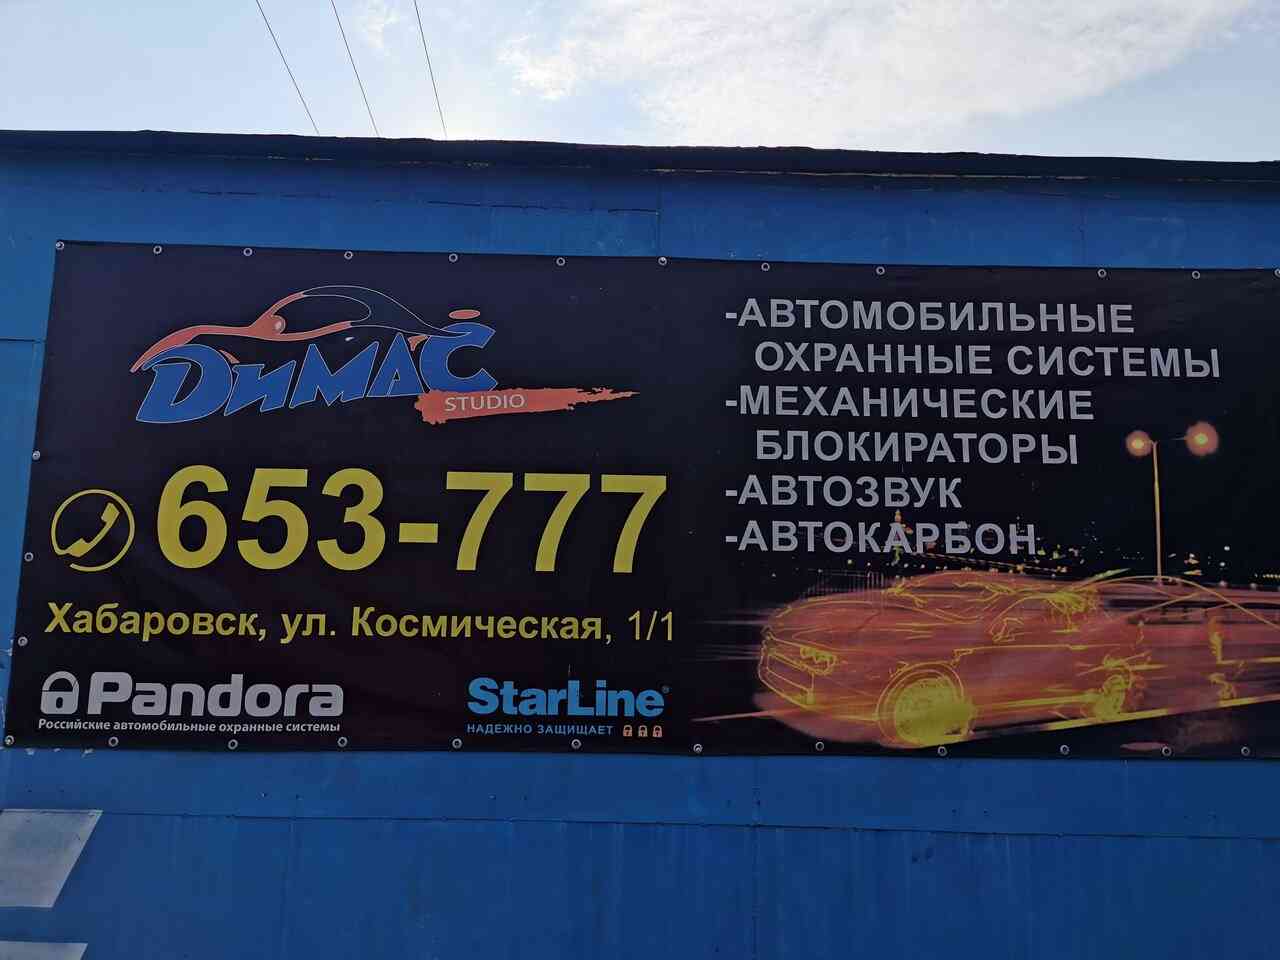 ДИМАС
STUDIO
653-777
Хабаровск, ул. Космическая, 1/1
Pandora
Российские автомобильные охранные системы
StarLine®
НАДЕЖНО ЗАЩИЩАЕТ
-АВТОМОБИЛЬНЫЕ
ОХРАННЫЕ СИСТЕМЫ
-МЕХАНИЧЕСКИЕ
БЛОКИРАТОРЫ
-АВТОЗВУК
-АВТОКАРБОН